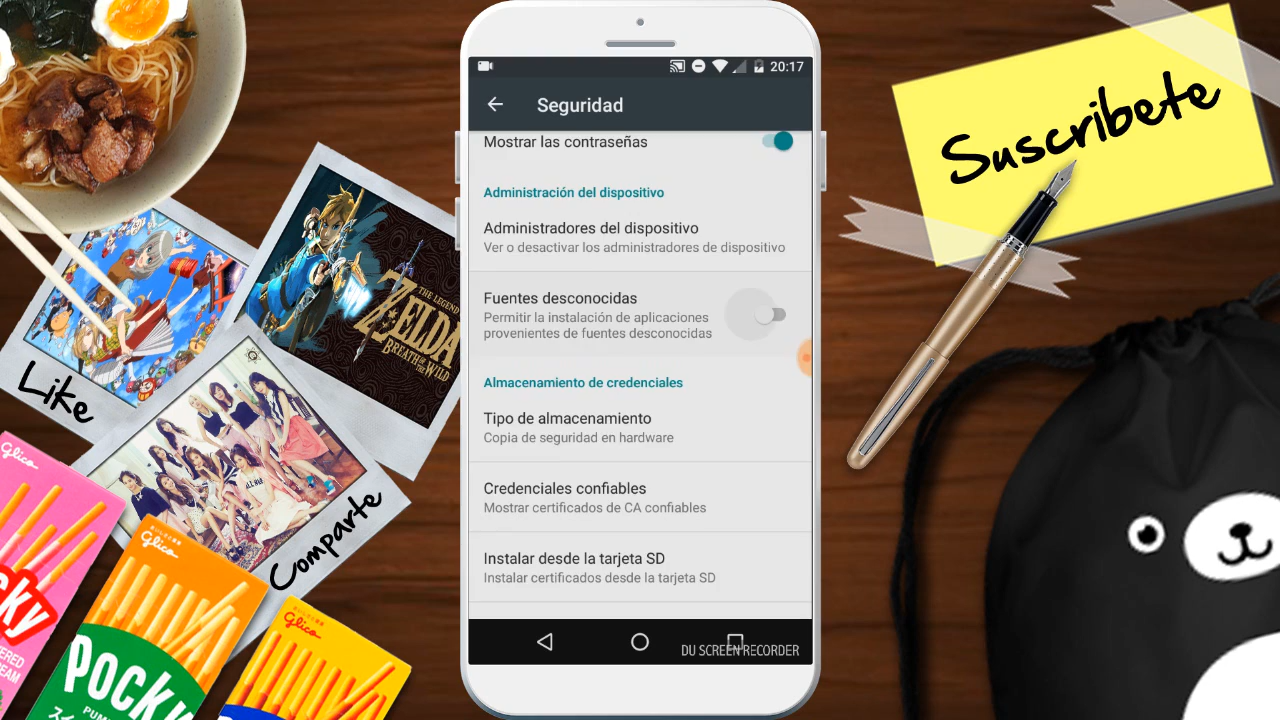 20:17
Seguridad
Mostrar las contraseñas
Administración del dispositivo
Administradores del dispositivo
Ver o desactivar los administradores de dispositivo
Fuentes desconocidas
Permitir la instalación de aplicaciones
provenientes de fuentes desconocidas
Almacenamiento de credenciales
Tipo de almacenamiento
Copia de seguridad en hardware
Credenciales confiables
Mostrar certificados de CA confiables
Instalar desde la tarjeta SD
Instalar certificados desde la tarjeta SD
DU SCREEN RECORDER
Suscribete
THE LEGEND
ZELDA
BREATH OF
THE WILD
Like
Comparte
Glico
Glico
POCKY
Glico